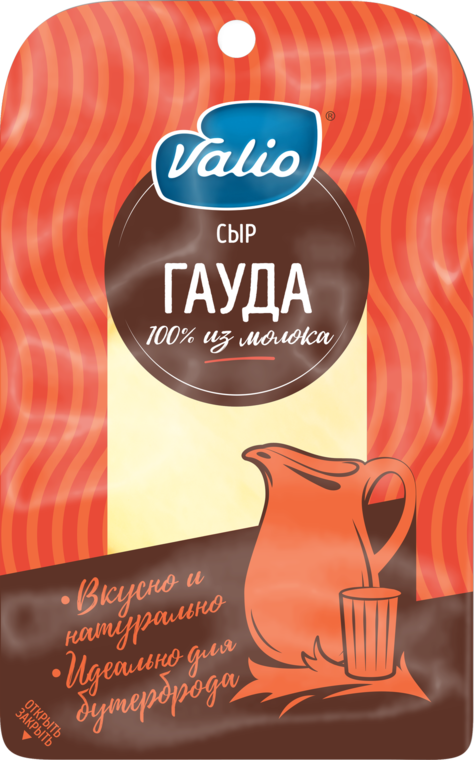 Valio®
СЫР
ГАУДА
100% из молока
• Вкусно и
натурально
• Идеально для
бутерброда
ОТКРЫТЬ
ЗАКРЫТЬ